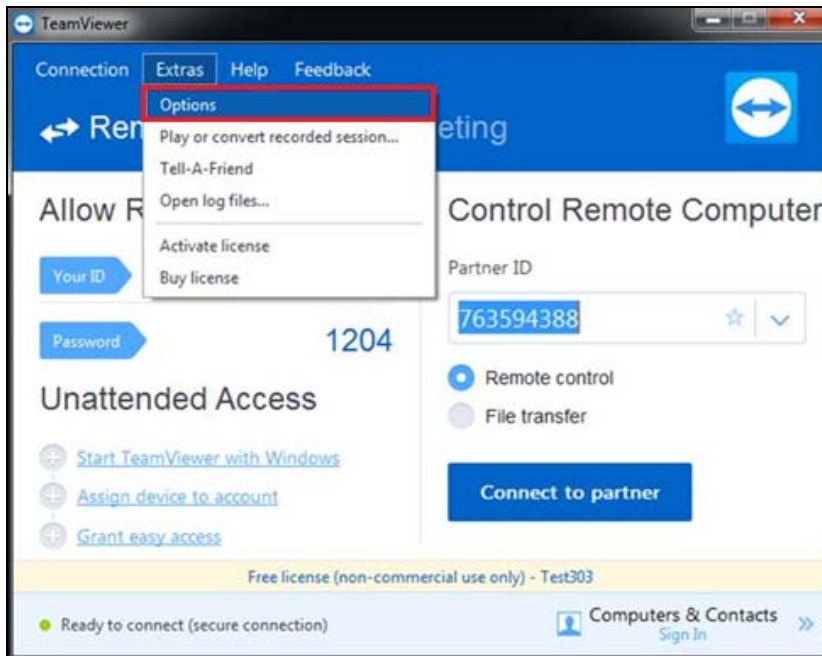 TeamViewer
Connection Extras Help Feedback
Options
Play or convert recorded session...
Tell-A-Friend
Open log files...
Activate license
Buy license
Ren
eting
Allow R
Your ID
Password
1204
Unattended Access
Start TeamViewer with Windows
Assign device to account
Grant easy access
Control Remote Computer
Partner ID
763594388
Remote control
File transfer
Connect to partner
Free license (non-commercial use only) - Test303
Ready to connect (secure connection)
Computers & Contacts
Sign In